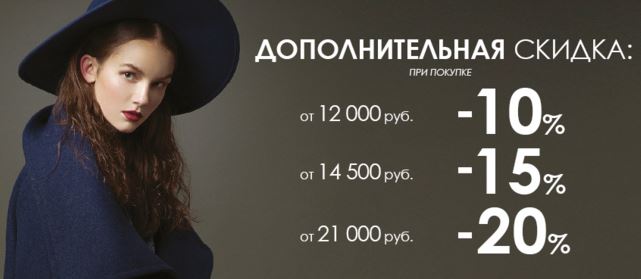 ДОПОЛНИТЕЛЬНАЯ СКИДКА:
ПРИ ПОКУПКЕ
от 12 000 руб. -10%
от 14 500 руб. -15%
от 21 000 руб. -20%